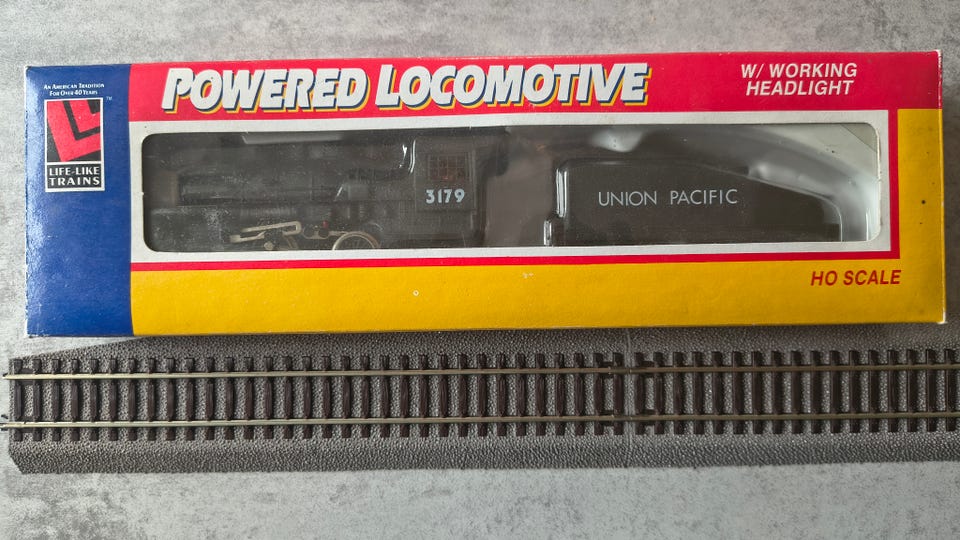 AN AMERICAN TRADITION
FOR OVER 40 YEARS
TM
LIFE-LIKE
TRAINS
POWERED LOCOMOTIVE
W/ WORKING
HEADLIGHT
3179
UNION PACIFIC
HO SCALE